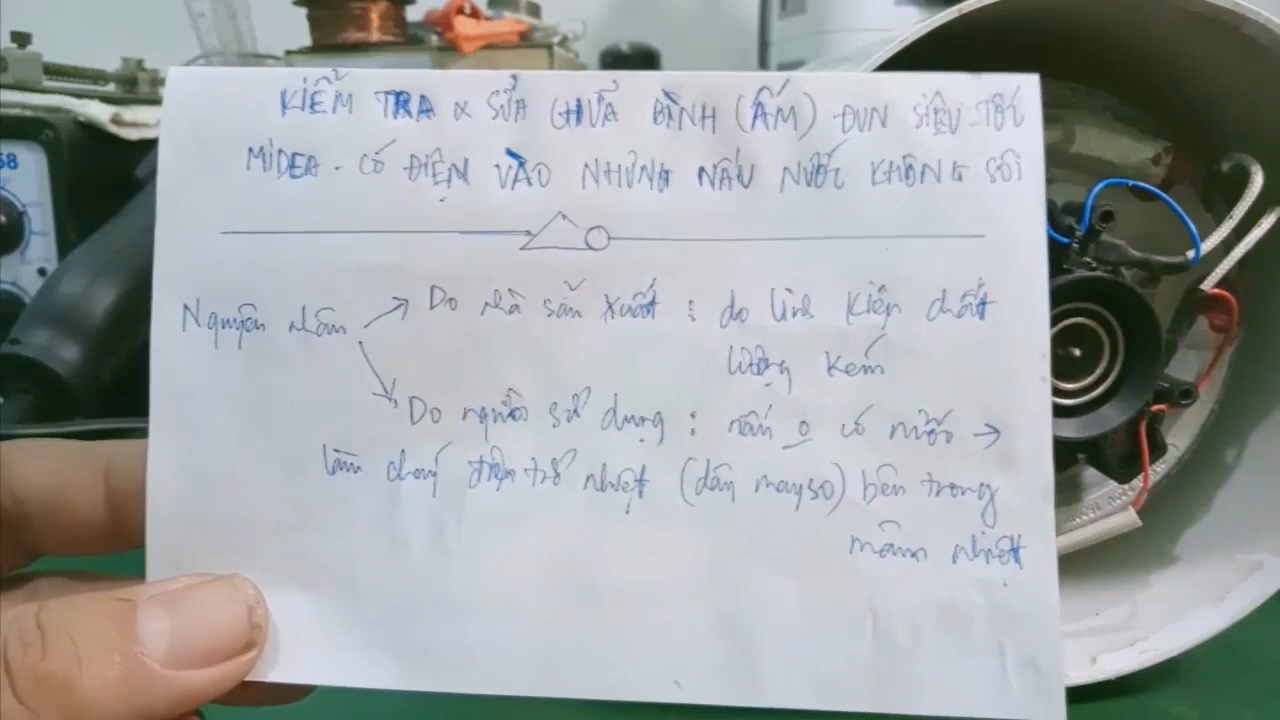 KIỂM TRA & SỬA CHỮA BÌNH (ẤM) ĐUN SIÊU TỐC
MIDEA - CÓ ĐIỆN VÀO NHƯNG NẤU NƯỚC KHÔNG SÔI
Nguyên nhân → Do nhà sản xuất : do linh kiện chất
lượng kém
Do người sử dụng : nấu o có nước →
làm cháy điện trở nhiệt (dây mayso) bên trong
mâm nhiệt
58